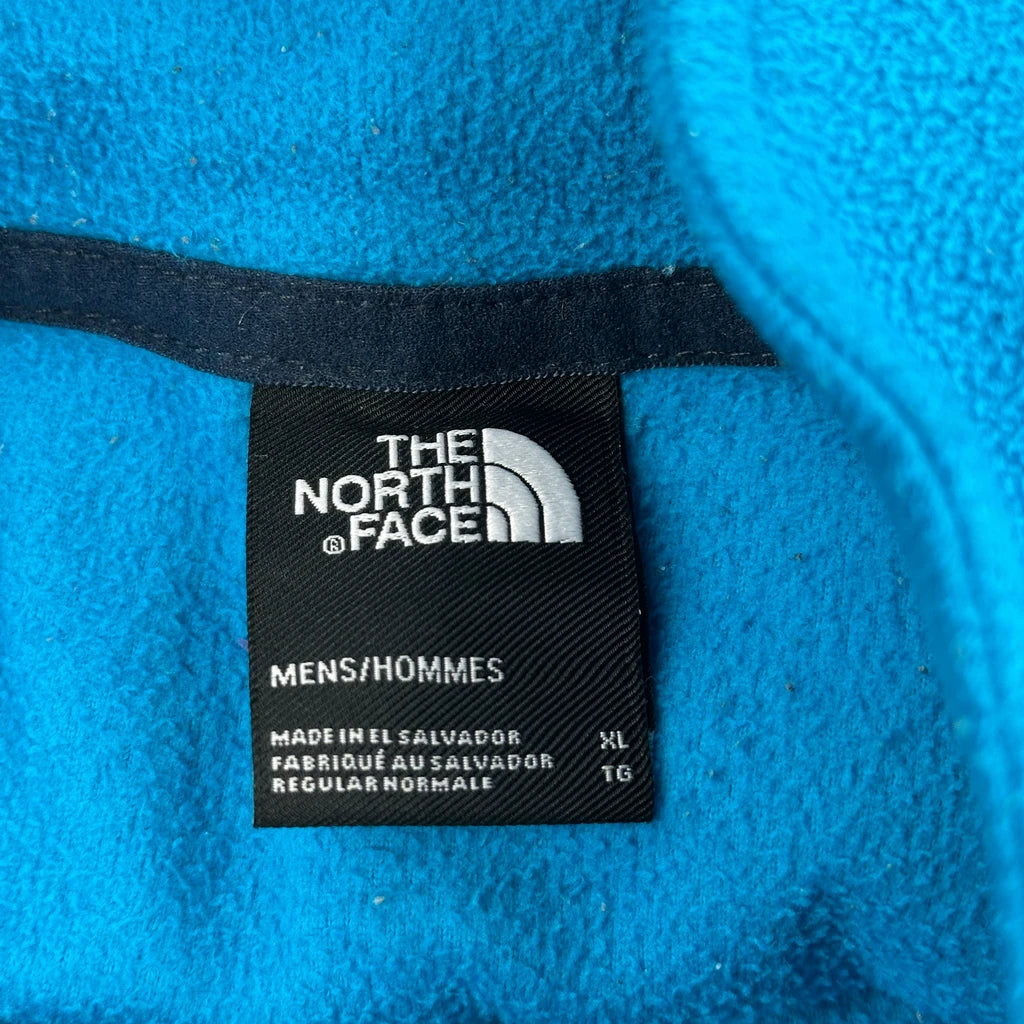 THE
NORTH
®FACE
MENS/HOMMES
MADE IN EL SALVADOR XL
FABRIQUÉ AU SALVADOR TG
REGULAR NORMALE